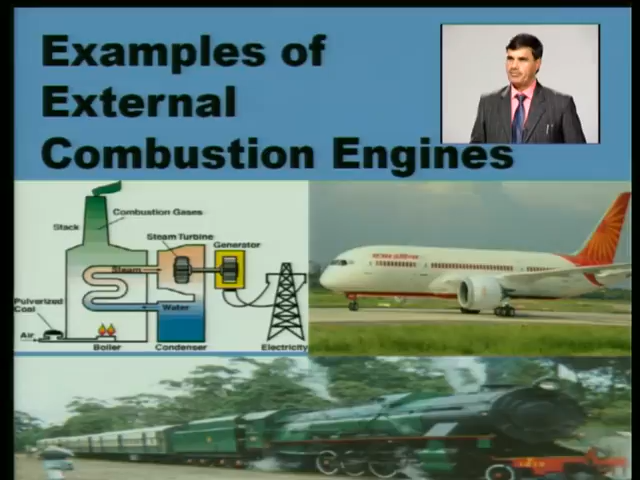 Examples of
External
Combustion Engines
Combustion Gases
Stack
Steam Turbine
Generator
Steam
Pulverized
Coal
Water
Air
Boiler
Condenser
Electricity